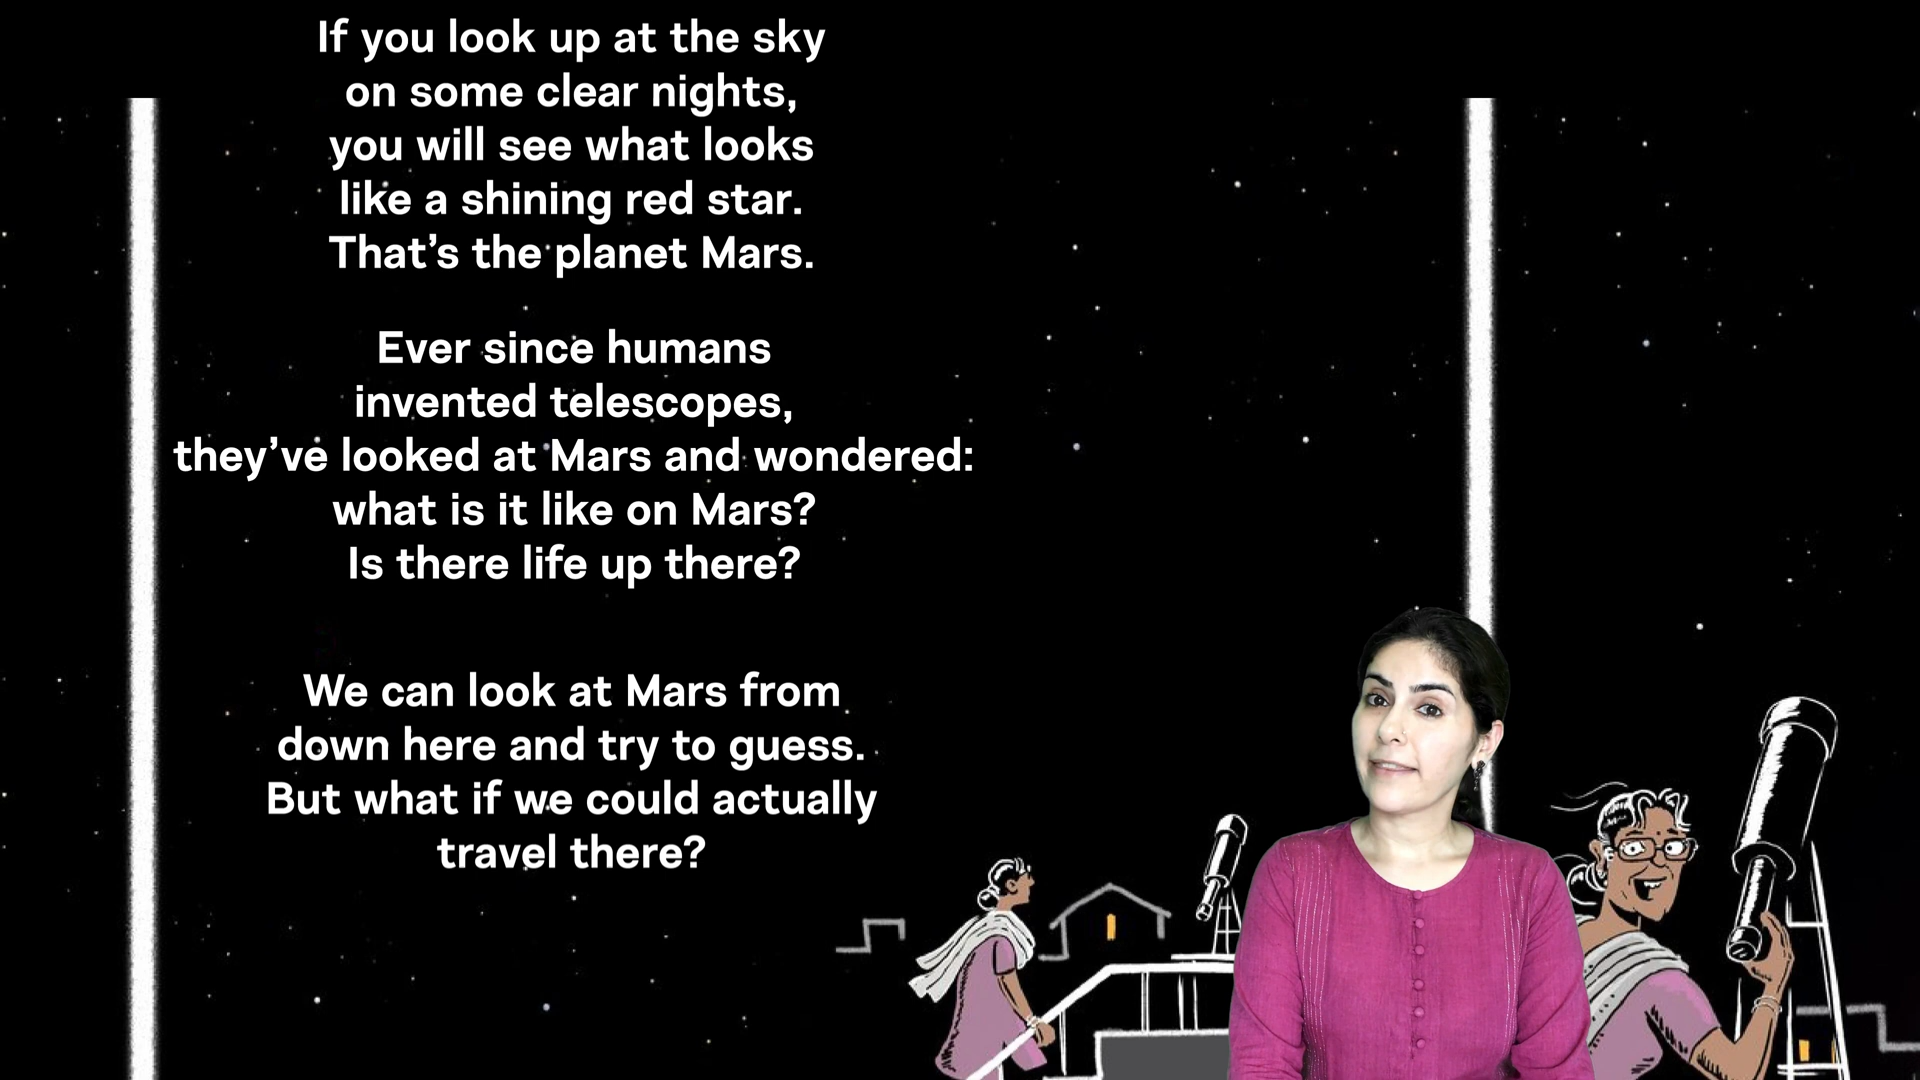 If you look up at the sky
on some clear nights,
you will see what looks
like a shining red star.
That’s the planet Mars.
Ever since humans
invented telescopes,
they’ve looked at Mars and wondered:
what is it like on Mars?
Is there life up there?
We can look at Mars from
down here and try to guess.
But what if we could actually
travel there?